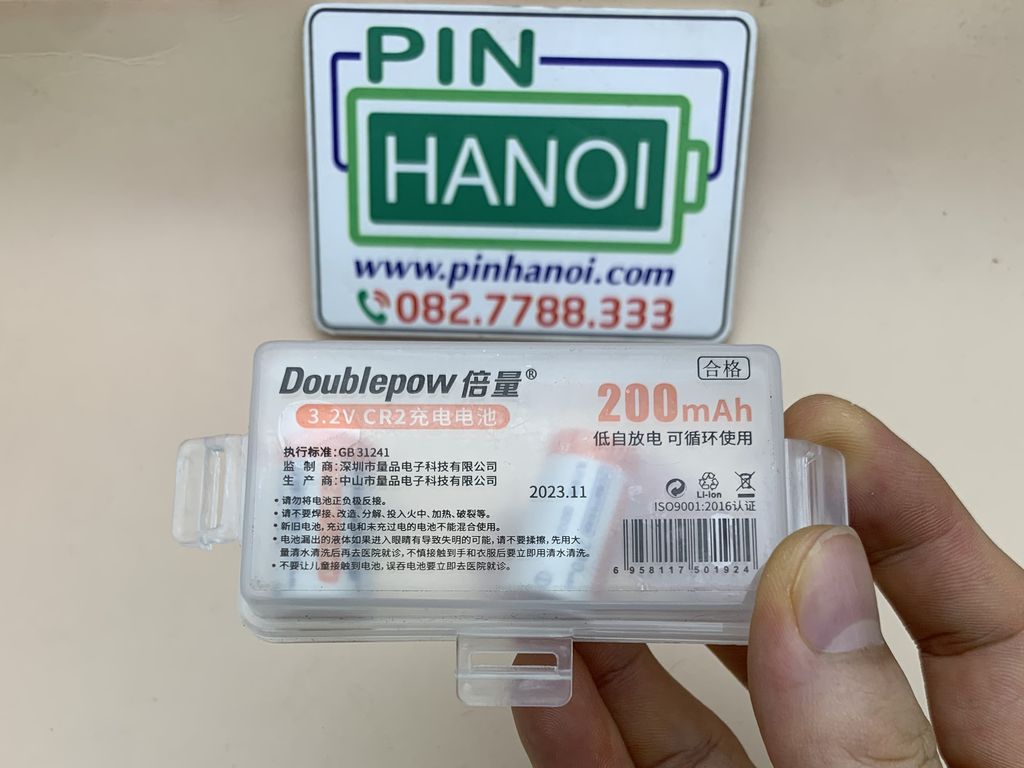 PIN
HANOI
www.pinhanoi.com
082.7788.333
Doublepow 倍量®
合格
3.2V CR2充电电池
200mAh
低自放电 可循环使用
执行标准:GB 31241
监 制 商:深圳市量品电子科技有限公司
生 产 商:中山市量品电子科技有限公司
2023.11
Li-ion
ISO9001:2016认证
• 请勿将电池正负极反接。
• 请不要焊接、改造、分解、投入火中、加热、破裂等。
• 新旧电池,充过电和未充过电的电池不能混合使用。
• 电池漏出的液体如果进入眼睛有导致失明的可能,请不要揉擦,先用大
量清水清洗后再去医院就诊,不慎接触到手和衣服后要立即用清水清洗。
• 不要让儿童接触到电池,误吞电池要立即去医院就诊。
6 958117 501924